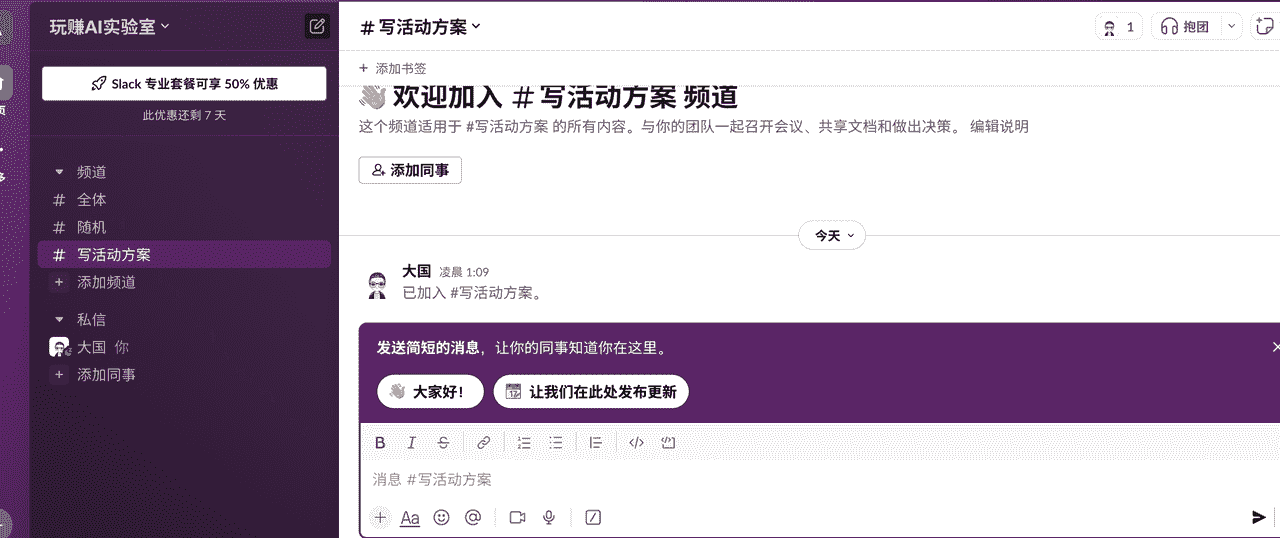 玩赚AI实验室
Slack 专业套餐可享 50% 优惠
此优惠还剩 7 天
频道
# 全体
# 随机
# 写活动方案
+ 添加频道
私信
大国 你
+ 添加同事
# 写活动方案
1
抱团
+ 添加书签
欢迎加入 # 写活动方案 频道
这个频道适用于 #写活动方案 的所有内容。与你的团队一起召开会议、共享文档和做出决策。 编辑说明
添加同事
今天
大国 凌晨 1:09
已加入 #写活动方案。
发送简短的消息，让你的同事知道你在这里。
大家好！
让我们在此处发布更新
B I S
消息 #写活动方案
+ Aa @